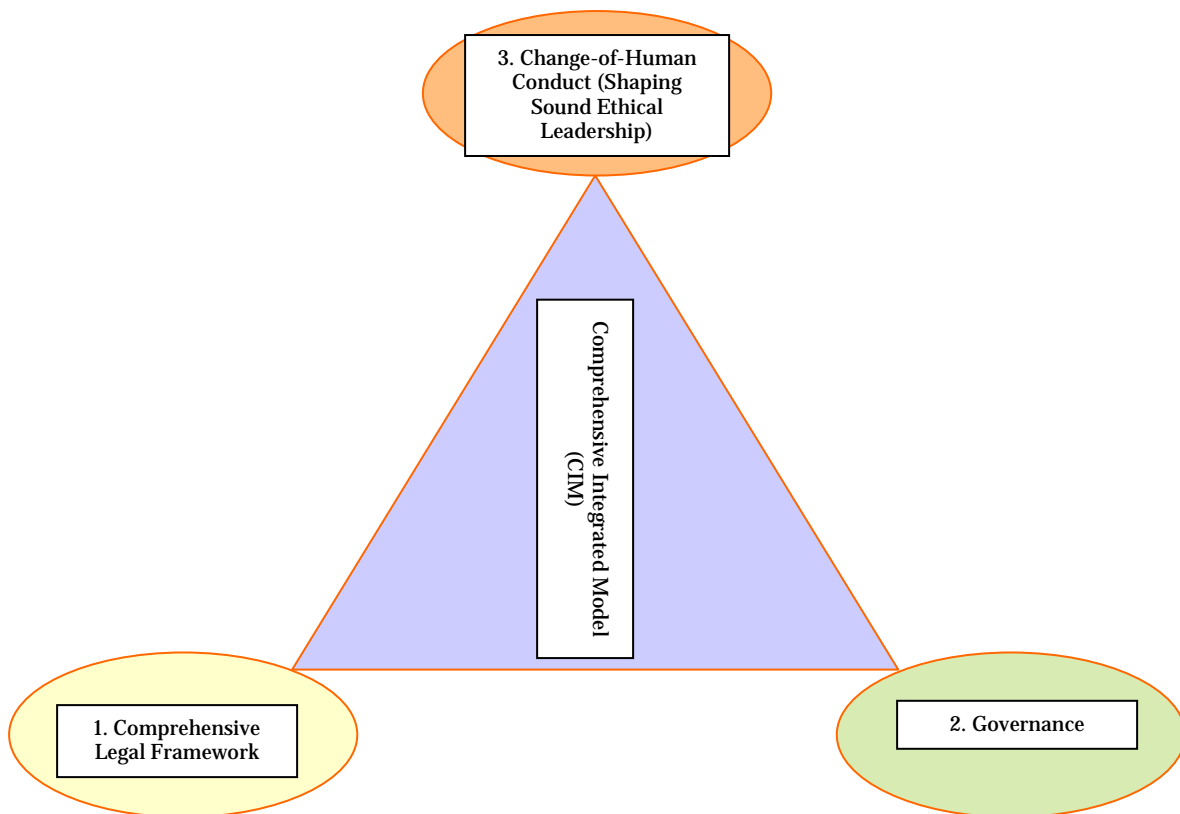 3. Change-of-Human
Conduct (Shaping
Sound Ethical
Leadership)
Comprehensive Integrated Model
(CIM)
1. Comprehensive
Legal Framework
2. Governance